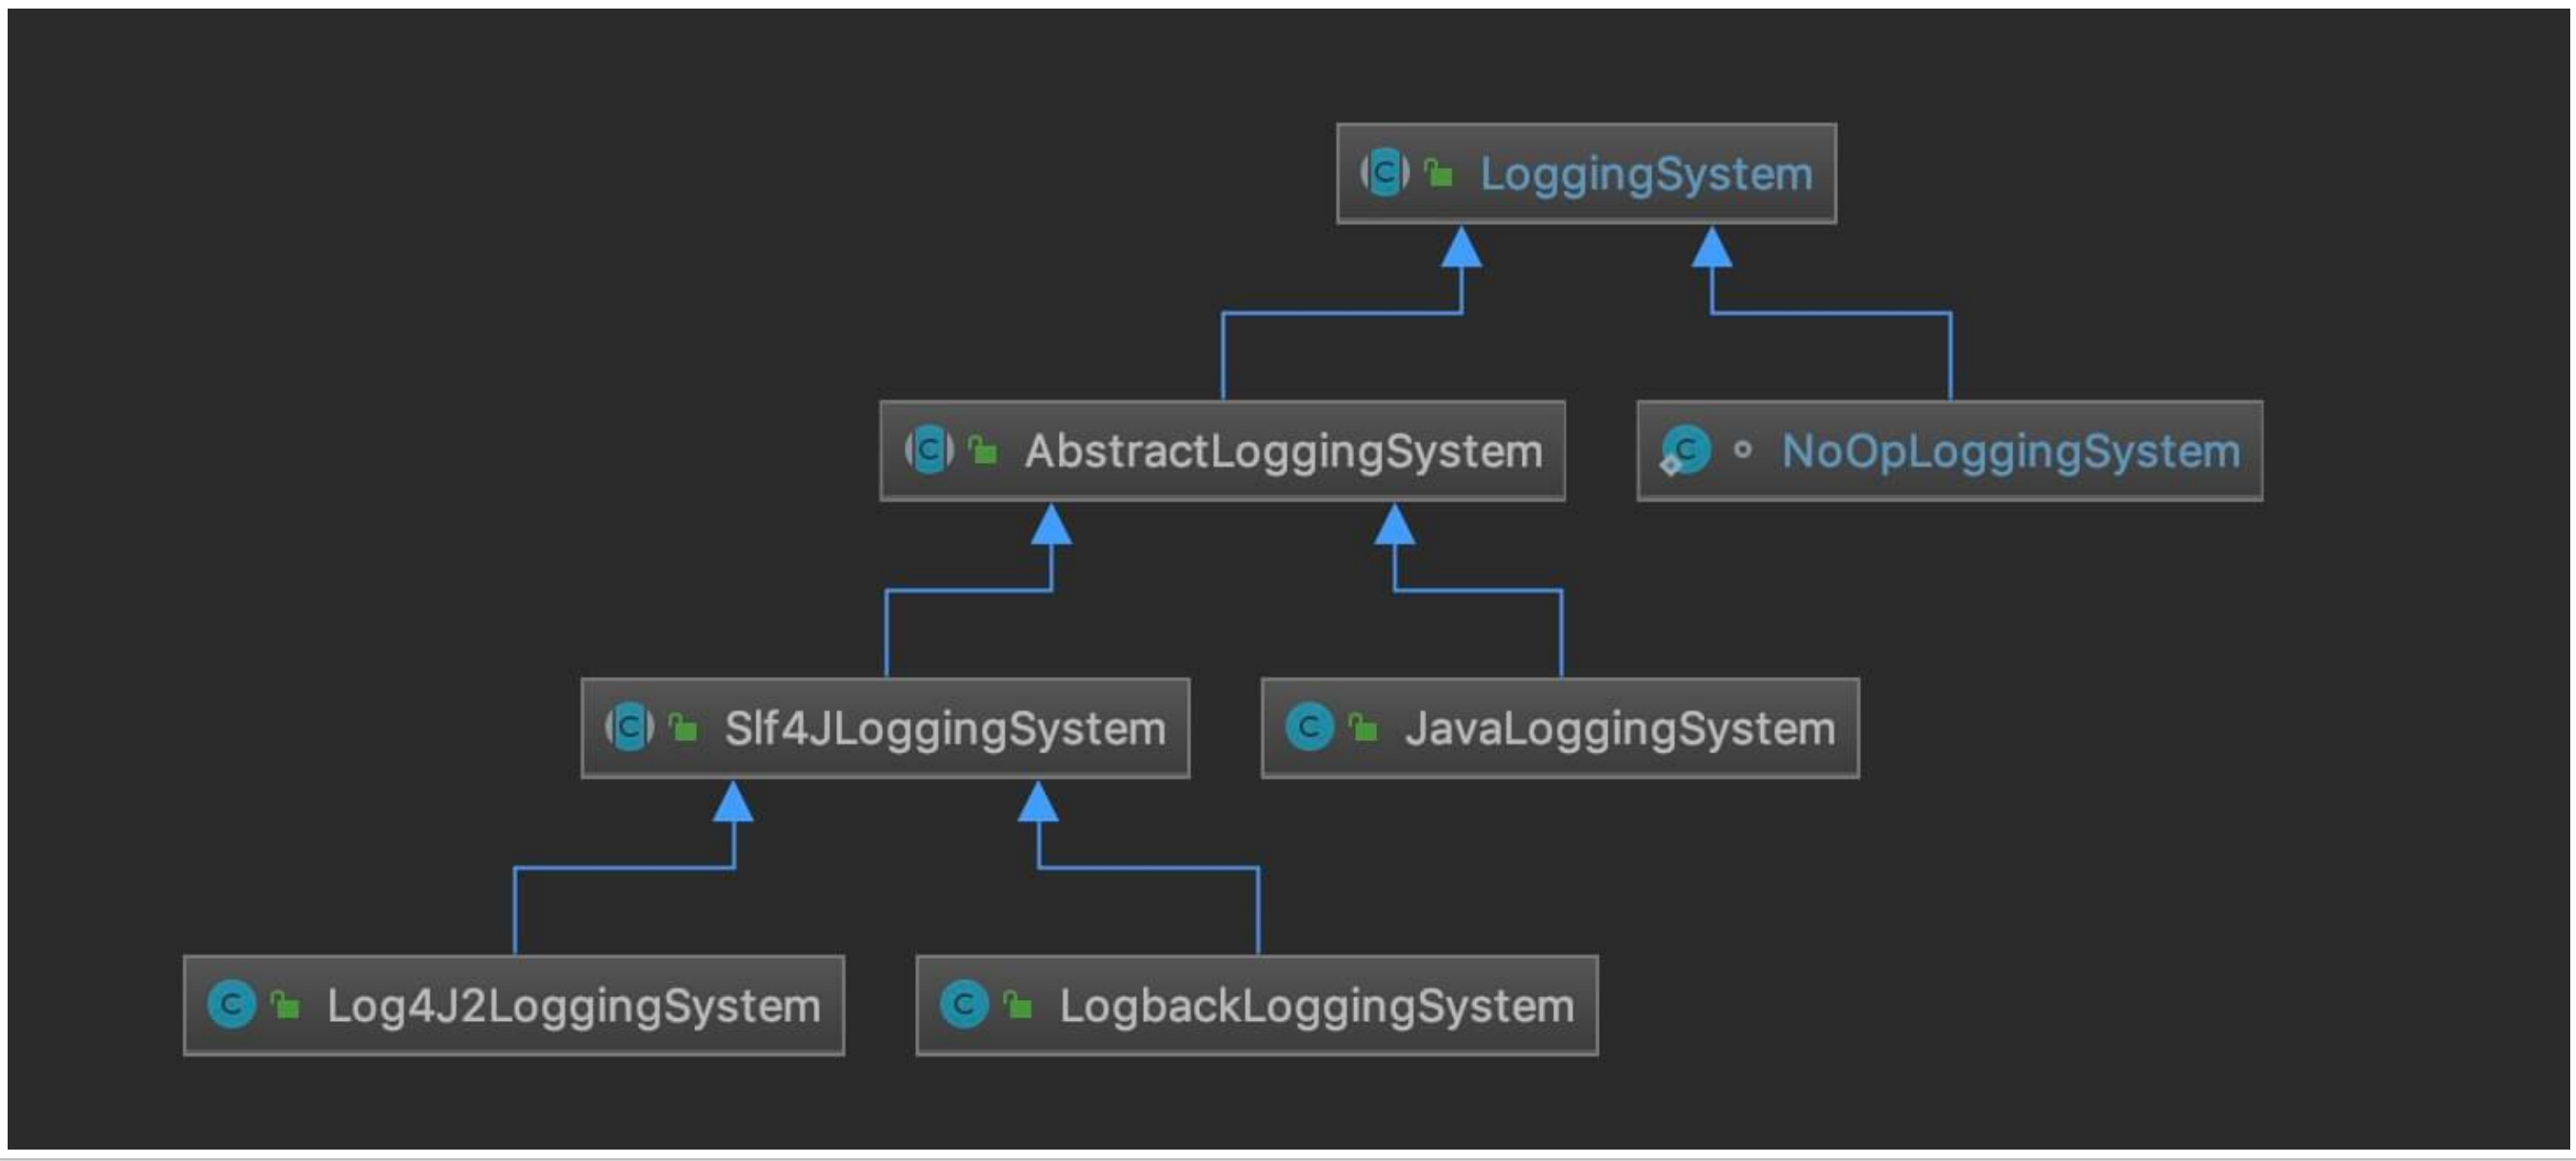 LoggingSystem
AbstractLoggingSystem
NoOpLoggingSystem
Slf4JLoggingSystem
JavaLoggingSystem
Log4J2LoggingSystem
LogbackLoggingSystem